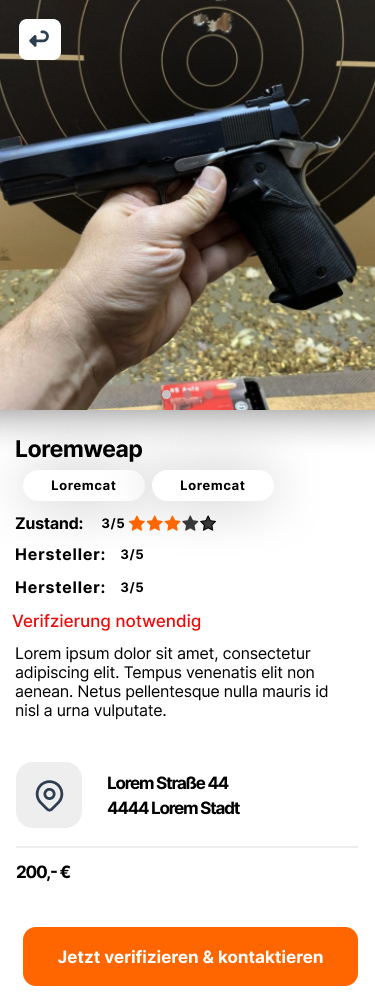 Loremweap
Loremcat Loremcat
Zustand: 3/5
Hersteller: 3/5
Hersteller: 3/5
Verifzierung notwendig
Lorem ipsum dolor sit amet, consectetur
adipiscing elit. Tempus venenatis elit non
aenean. Netus pellentesque nulla mauris id
nisl a urna vulputate.
Lorem Straße 44
4444 Lorem Stadt
200,- €
Jetzt verifizieren & kontaktieren